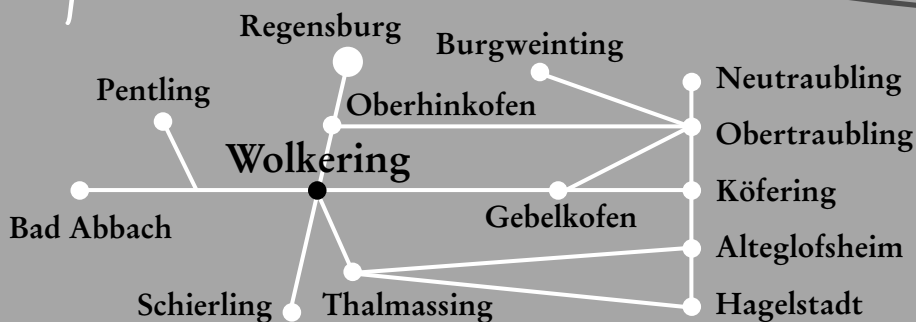 Regensburg
Burgweinting
Pentling
Neutraubling
Oberhinkofen
Obertraubling
Wolkering
Köfering
Bad Abbach
Gebelkofen
Alteglofsheim
Schierling
Thalmassing
Hagelstadt